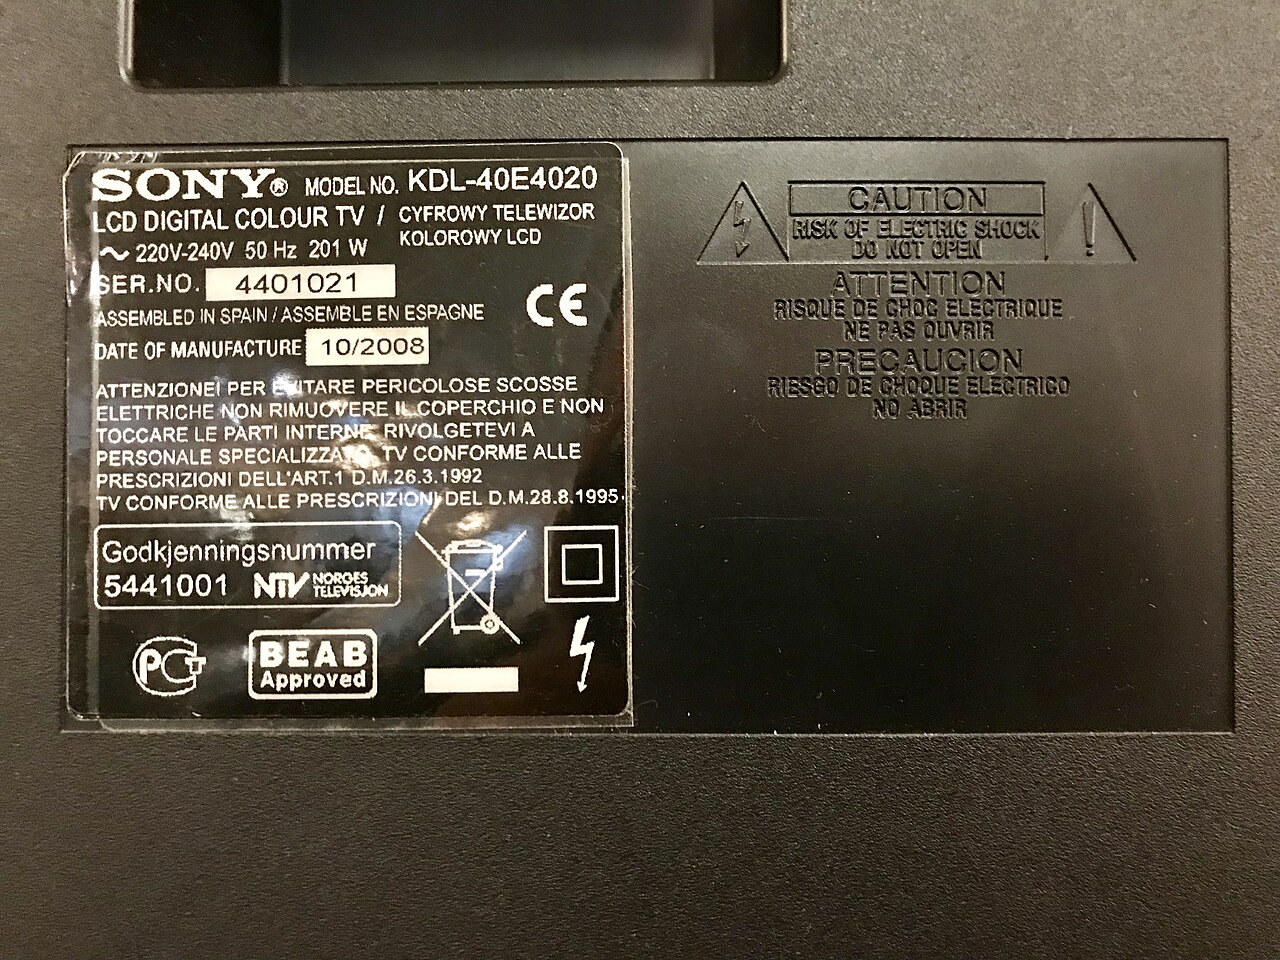 SONY® MODEL NO. KDL-40E4020
LCD DIGITAL COLOUR TV / CYFROWY TELEWIZOR
KOLOROWY LCD
~ 220V-240V 50 Hz 201 W
SER.NO. 4401021
ASSEMBLED IN SPAIN / ASSEMBLE EN ESPAGNE
CE
DATE OF MANUFACTURE 10/2008
ATTENZIONEI PER EVITARE PERICOLOSE SCOSSE
ELETTRICHE NON RIMUOVERE IL COPERCHIO E NON
TOCCARE LE PARTI INTERNE. RIVOLGETEVI A
PERSONALE SPECIALIZZATO. TV CONFORME ALLE
PRESCRIZIONI DELL'ART.1 D.M.26.3.1992
TV CONFORME ALLE PRESCRIZIONI DEL D.M.28.8.1995.
Godkjenningsnummer
5441001 NTV NORGES
TELEVISJON
PCT
BEAB
Approved
CAUTION
RISK OF ELECTRIC SHOCK
DO NOT OPEN
ATTENTION
RISQUE DE CHOC ELECTRIQUE
NE PAS OUVRIR
PRECAUCION
RIESGO DE CHOQUE ELECTRICO
NO ABRIR